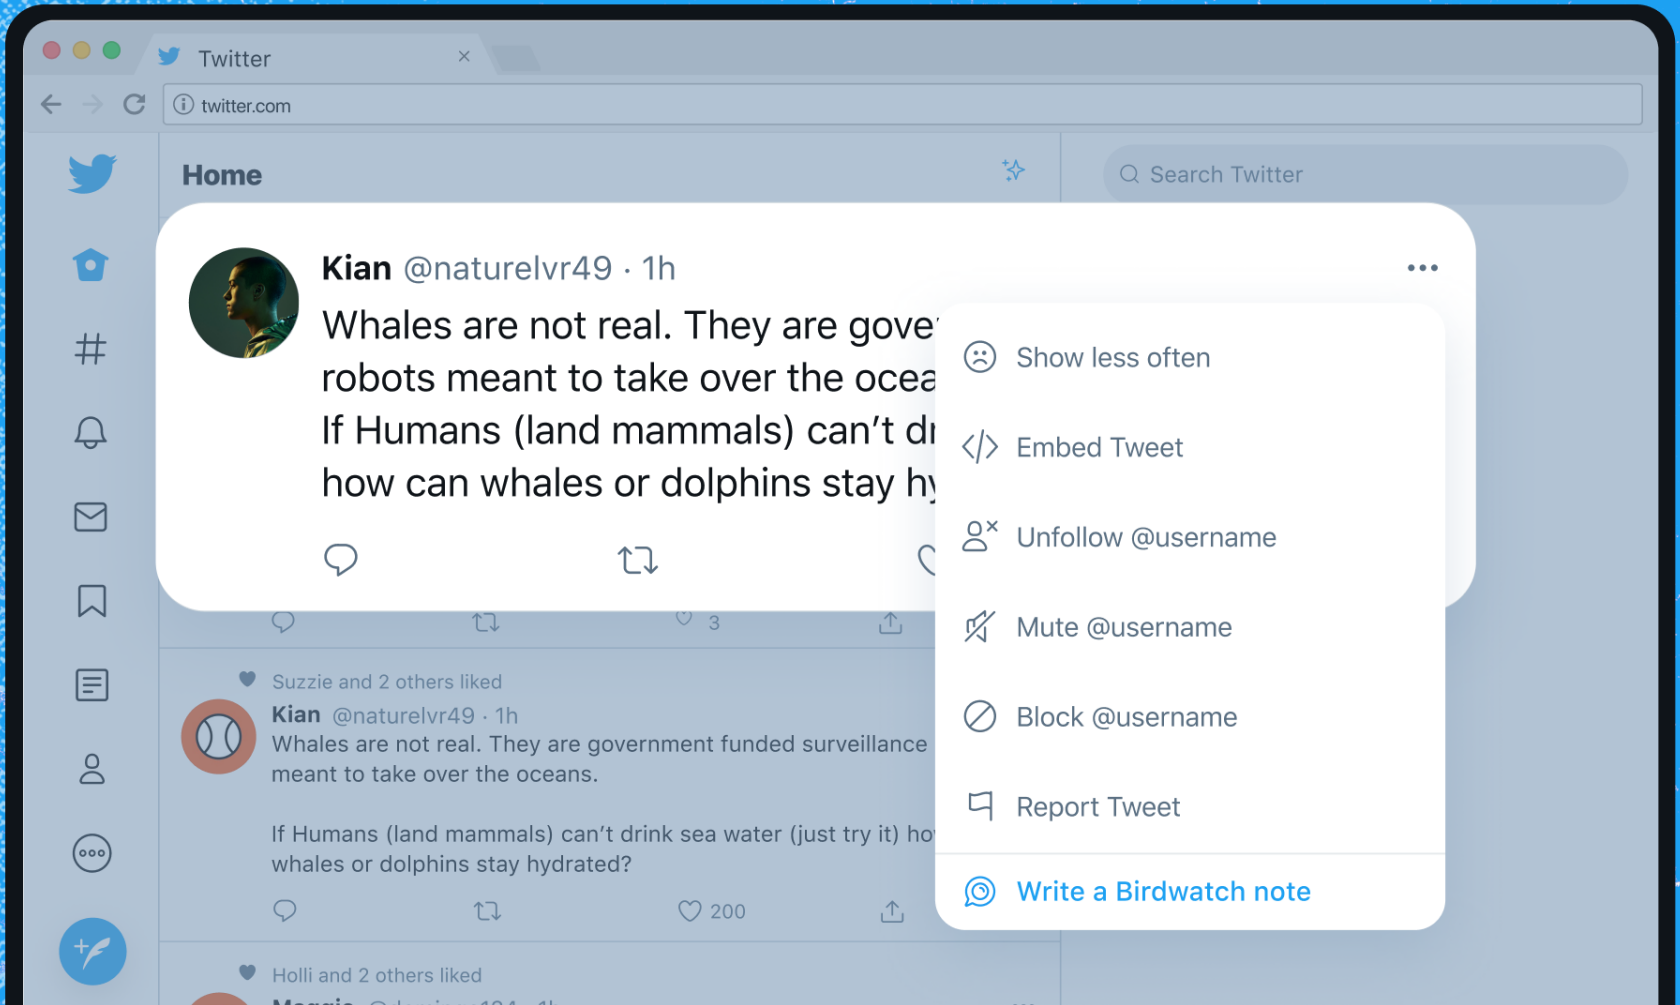 Twitter
twitter.com
Home
Search Twitter
Kian @naturelvr49 · 1h
Whales are not real. They are
robots meant to take over the
If Humans (land mammals) can’t
how can whales or dolphins stay
Show less often
Embed Tweet
Unfollow @username
Mute @username
Block @username
Report Tweet
Write a Birdwatch note
3
Suzzie and 2 others liked
Kian @naturelvr49 · 1h
Whales are not real. They are government funded surveillance
meant to take over the oceans.
If Humans (land mammals) can’t drink sea water (just try it)
whales or dolphins stay hydrated?
200
Holli and 2 others liked